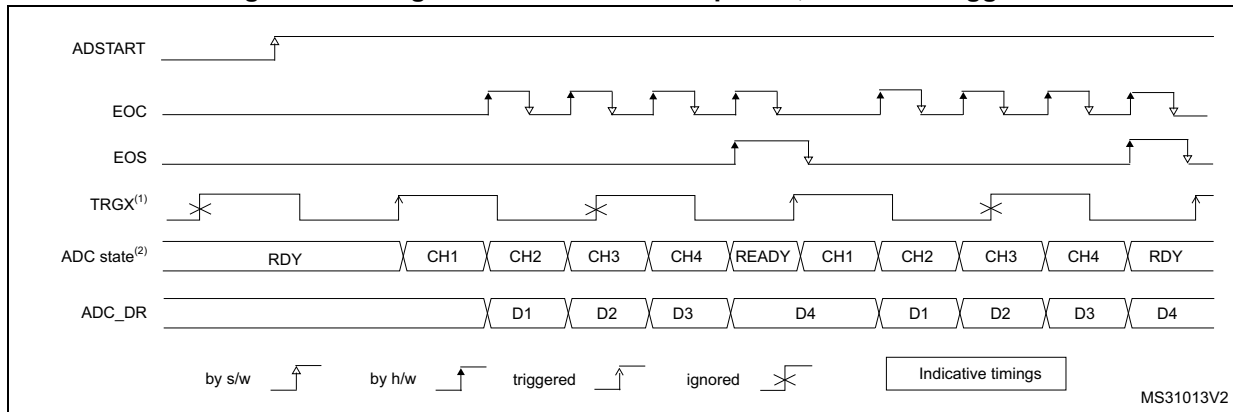 ADSTART
EOC
EOS
TRGX(1)
ADC state(2) RDY CH1 CH2 CH3 CH4 READY CH1 CH2 CH3 CH4 RDY
ADC_DR D1 D2 D3 D4 D1 D2 D3 D4
by s/w by h/w triggered ignored Indicative timings
MS31013V2